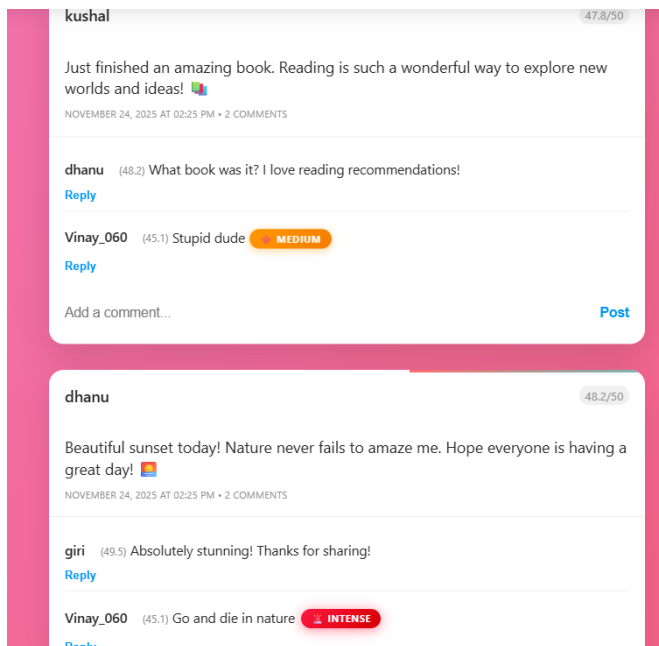 kushal 47.8/50
Just finished an amazing book. Reading is such a wonderful way to explore new
worlds and ideas! 📚
NOVEMBER 24, 2025 AT 02:25 PM • 2 COMMENTS
dhanu (48.2) What book was it? I love reading recommendations!
Reply
Vinay_060 (45.1) Stupid dude MEDIUM
Reply
Add a comment... Post
dhanu 48.2/50
Beautiful sunset today! Nature never fails to amaze me. Hope everyone is having a
great day! 🌅
NOVEMBER 24, 2025 AT 02:25 PM • 2 COMMENTS
giri (49.5) Absolutely stunning! Thanks for sharing!
Reply
Vinay_060 (45.1) Go and die in nature INTENSE
Reply